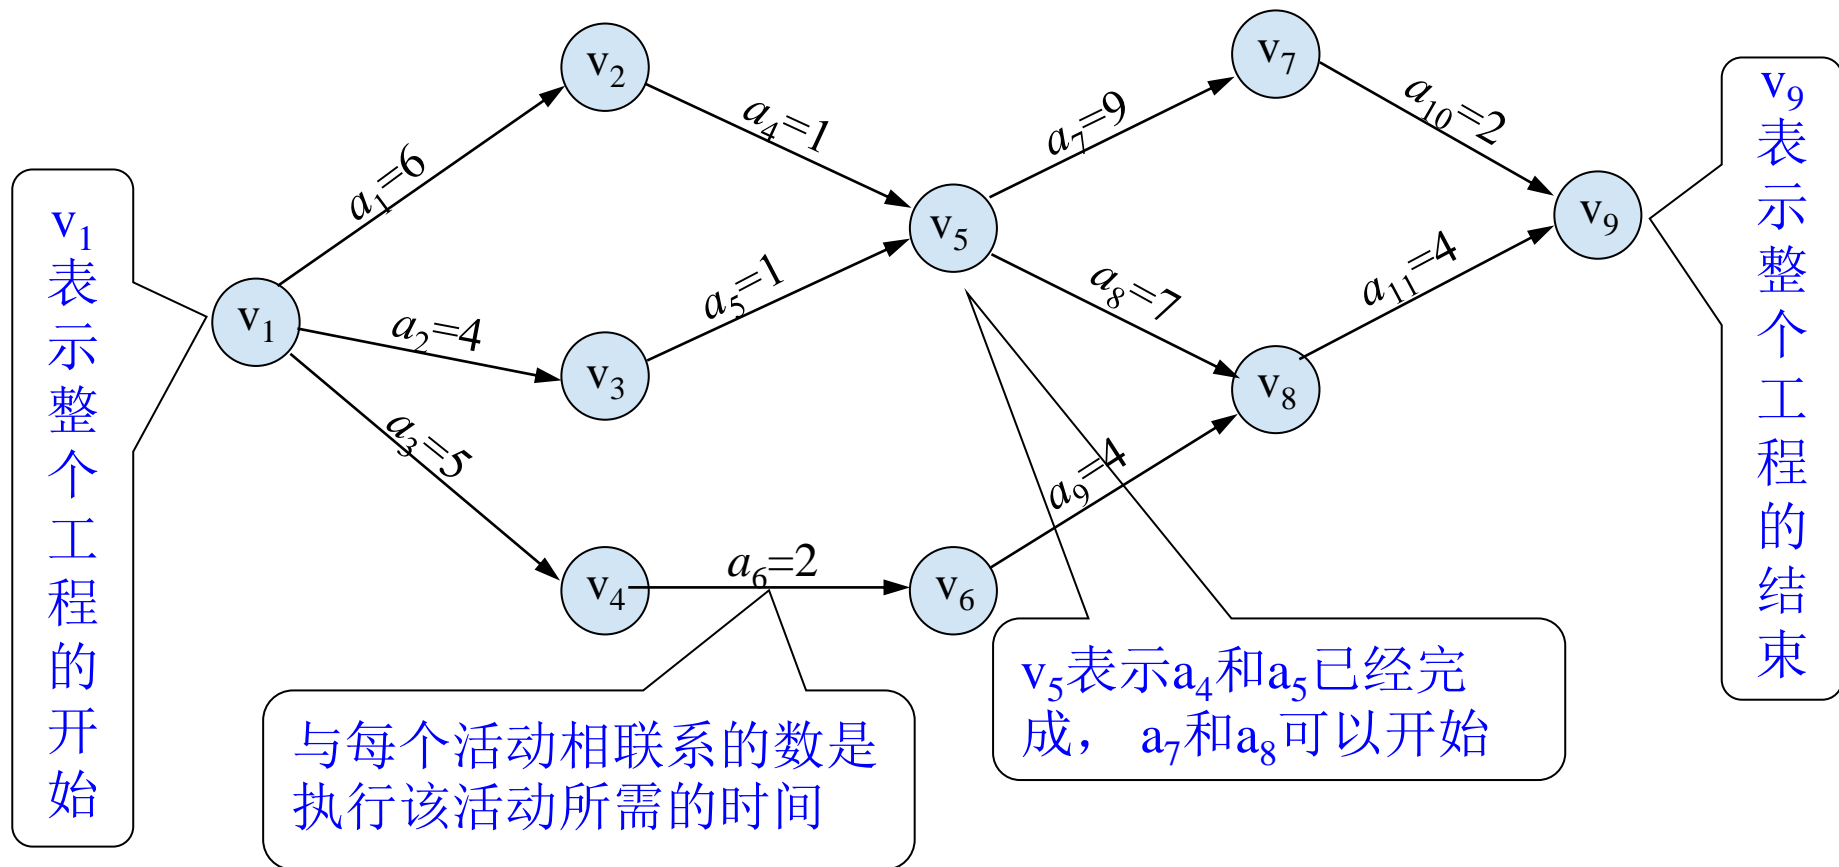 v₁
表
示
整
个
工
程
的
开
始
v₁
a₁=6
a₂=4
a₃=5
v₂
v₃
v₄
a₄=1
a₅=1
a₆=2
v₅
v₆
a₇=9
a₈=7
a₉=4
v₇
v₈
a₁₀=2
a₁₁=4
v₉
v₉
表
示
整
个
工
程
的
结
束
v₅表示a₄和a₅已经完
成， a₇和a₈可以开始
与每个活动相联系的数是
执行该活动所需的时间